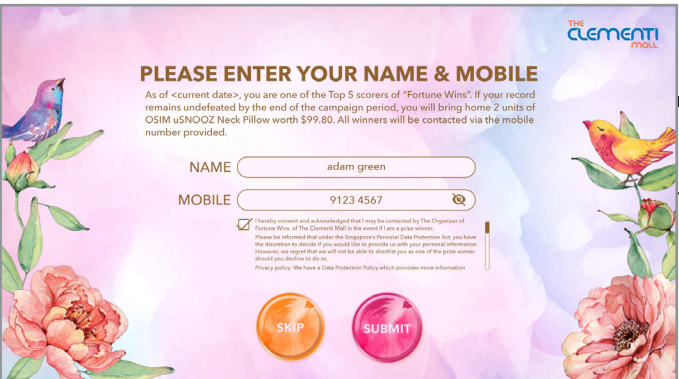 THE
CLEMENTI
MALL
PLEASE ENTER YOUR NAME & MOBILE
As of <current date>, you are one of the Top 5 scorers of “Fortune Wins”. If your record
remains undefeated by the end of the campaign period, you will bring home 2 units of
OSIM uSNOOZ Neck Pillow worth $99.80. All winners will be contacted via the mobile
number provided.
NAME adam green
MOBILE 9123 4567
I hereby consent and acknowledged that I may be contacted by The Organizer of
Fortune Wins of The Clementi Mall in the event if I am a prize winner.
Please be informed that under the Singapore's Personal Data Protection Act, you have
the discretion to decide if you would like to provide us with your personal information.
However, we regret that we will not be able to shortlist you as one of the prize winner
should you decline to do so.
Privacy policy: We have a Data Protection Policy which provides more information
SKIP SUBMIT